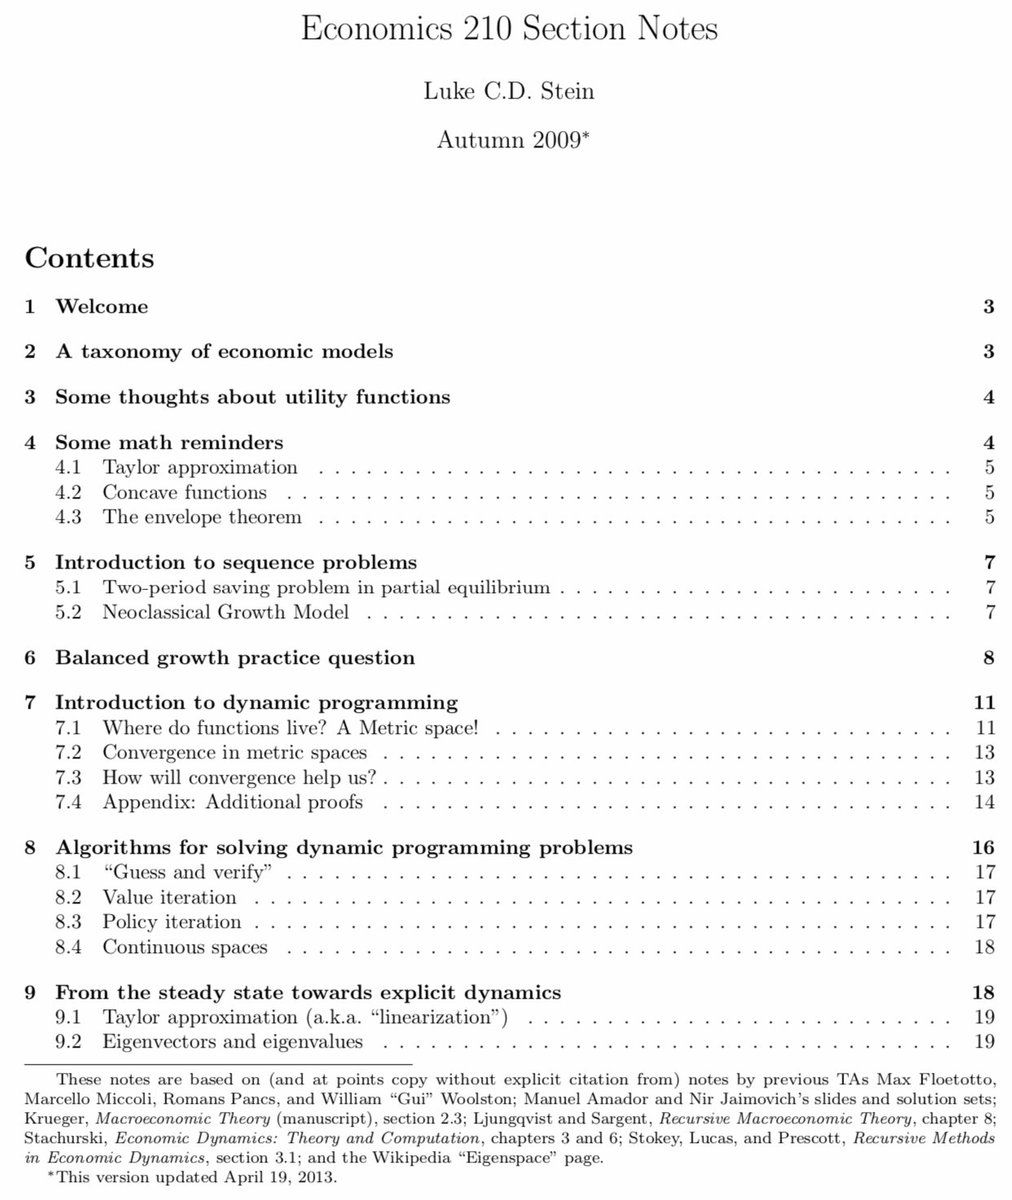 Economics 210 Section Notes
Luke C.D. Stein
Autumn 2009*
Contents
1 Welcome 3
2 A taxonomy of economic models 3
3 Some thoughts about utility functions 4
4 Some math reminders 4
4.1 Taylor approximation . . . . . . . . . . . . . . . . . . . . . . . . . . . . . . . . . . . . . . . . 5
4.2 Concave functions . . . . . . . . . . . . . . . . . . . . . . . . . . . . . . . . . . . . . . . . . . 5
4.3 The envelope theorem . . . . . . . . . . . . . . . . . . . . . . . . . . . . . . . . . . . . . . . . 5
5 Introduction to sequence problems 7
5.1 Two-period saving problem in partial equilibrium . . . . . . . . . . . . . . . . . . . . . . . . . 7
5.2 Neoclassical Growth Model . . . . . . . . . . . . . . . . . . . . . . . . . . . . . . . . . . . . . 7
6 Balanced growth practice question 8
7 Introduction to dynamic programming 11
7.1 Where do functions live? A Metric space! . . . . . . . . . . . . . . . . . . . . . . . . . . . . . 11
7.2 Convergence in metric spaces . . . . . . . . . . . . . . . . . . . . . . . . . . . . . . . . . . . . 13
7.3 How will convergence help us? . . . . . . . . . . . . . . . . . . . . . . . . . . . . . . . . . . . . 13
7.4 Appendix: Additional proofs . . . . . . . . . . . . . . . . . . . . . . . . . . . . . . . . . . . . 14
8 Algorithms for solving dynamic programming problems 16
8.1 “Guess and verify” . . . . . . . . . . . . . . . . . . . . . . . . . . . . . . . . . . . . . . . . . . 17
8.2 Value iteration . . . . . . . . . . . . . . . . . . . . . . . . . . . . . . . . . . . . . . . . . . . . 17
8.3 Policy iteration . . . . . . . . . . . . . . . . . . . . . . . . . . . . . . . . . . . . . . . . . . . . 17
8.4 Continuous spaces . . . . . . . . . . . . . . . . . . . . . . . . . . . . . . . . . . . . . . . . . . 18
9 From the steady state towards explicit dynamics 18
9.1 Taylor approximation (a.k.a. “linearization”) . . . . . . . . . . . . . . . . . . . . . . . . . . . 19
9.2 Eigenvectors and eigenvalues . . . . . . . . . . . . . . . . . . . . . . . . . . . . . . . . . . . . 19
These notes are based on (and at points copy without explicit citation from) notes by previous TAs Max Floetotto,
Marcello Miccoli, Romans Pancs, and William “Gui” Woolston; Manuel Amador and Nir Jaimovich’s slides and solution sets;
Krueger, Macroeconomic Theory (manuscript), section 2.3; Ljungqvist and Sargent, Recursive Macroeconomic Theory, chapter 8;
Stachurski, Economic Dynamics: Theory and Computation, chapters 3 and 6; Stokey, Lucas, and Prescott, Recursive Methods
in Economic Dynamics, section 3.1; and the Wikipedia “Eigenspace” page.
*This version updated April 19, 2013.